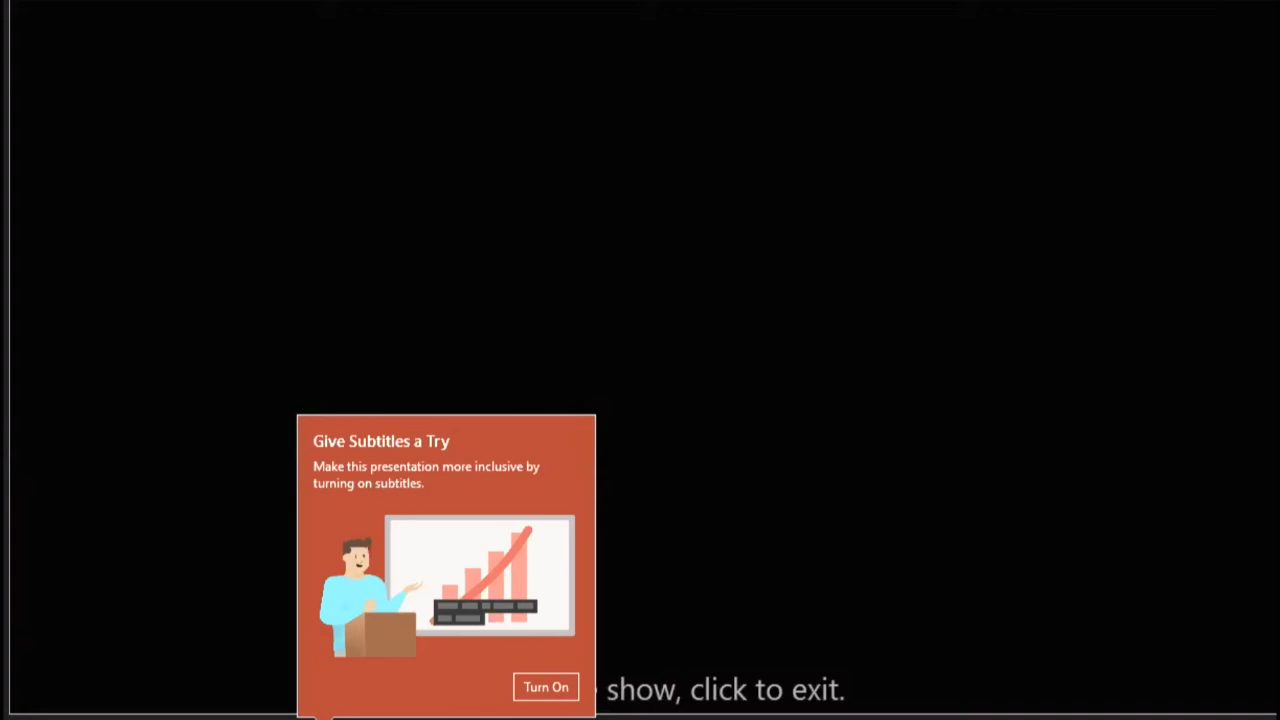 Give Subtitles a Try
Make this presentation more inclusive by
turning on subtitles.
Turn On
show, click to exit.